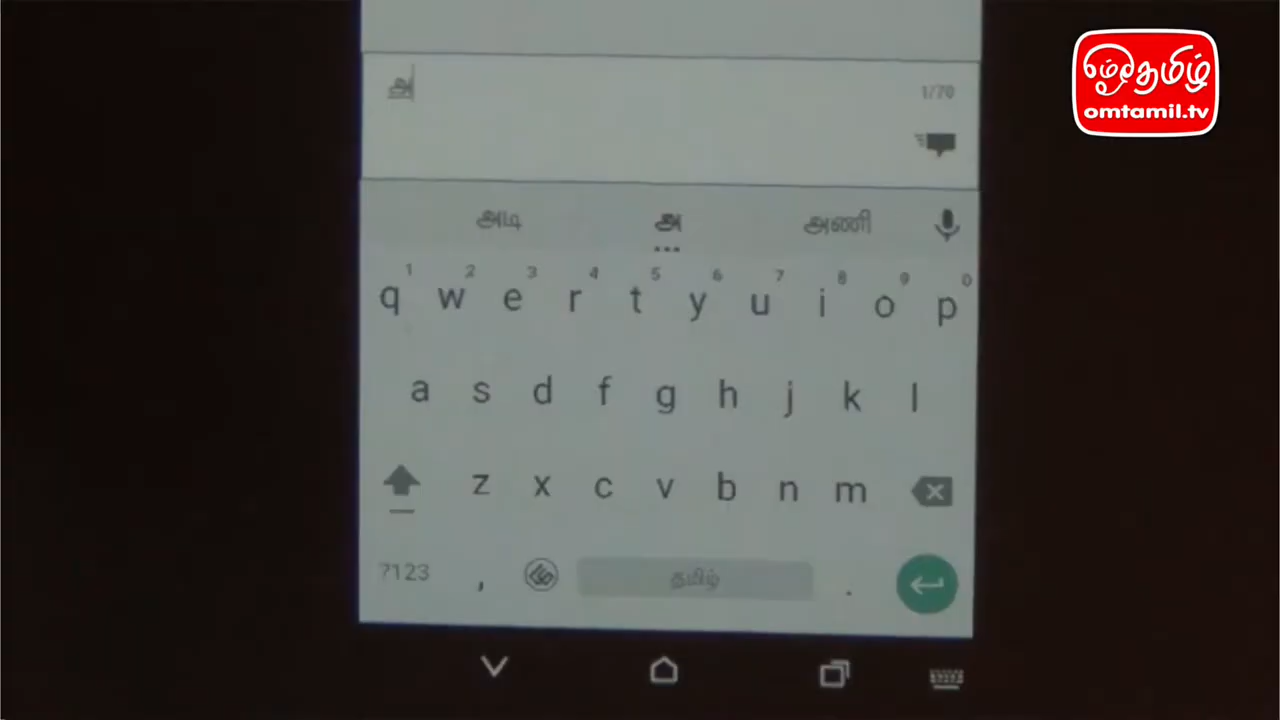 ஓம்தமிழ்
omtamil.tv
அ
1/70
அடி அ அணி
1 2 3 4 5 6 7 8 9 0
q w e r t y u i o p
a s d f g h j k l
z x c v b n m
?123 , தமிழ் .